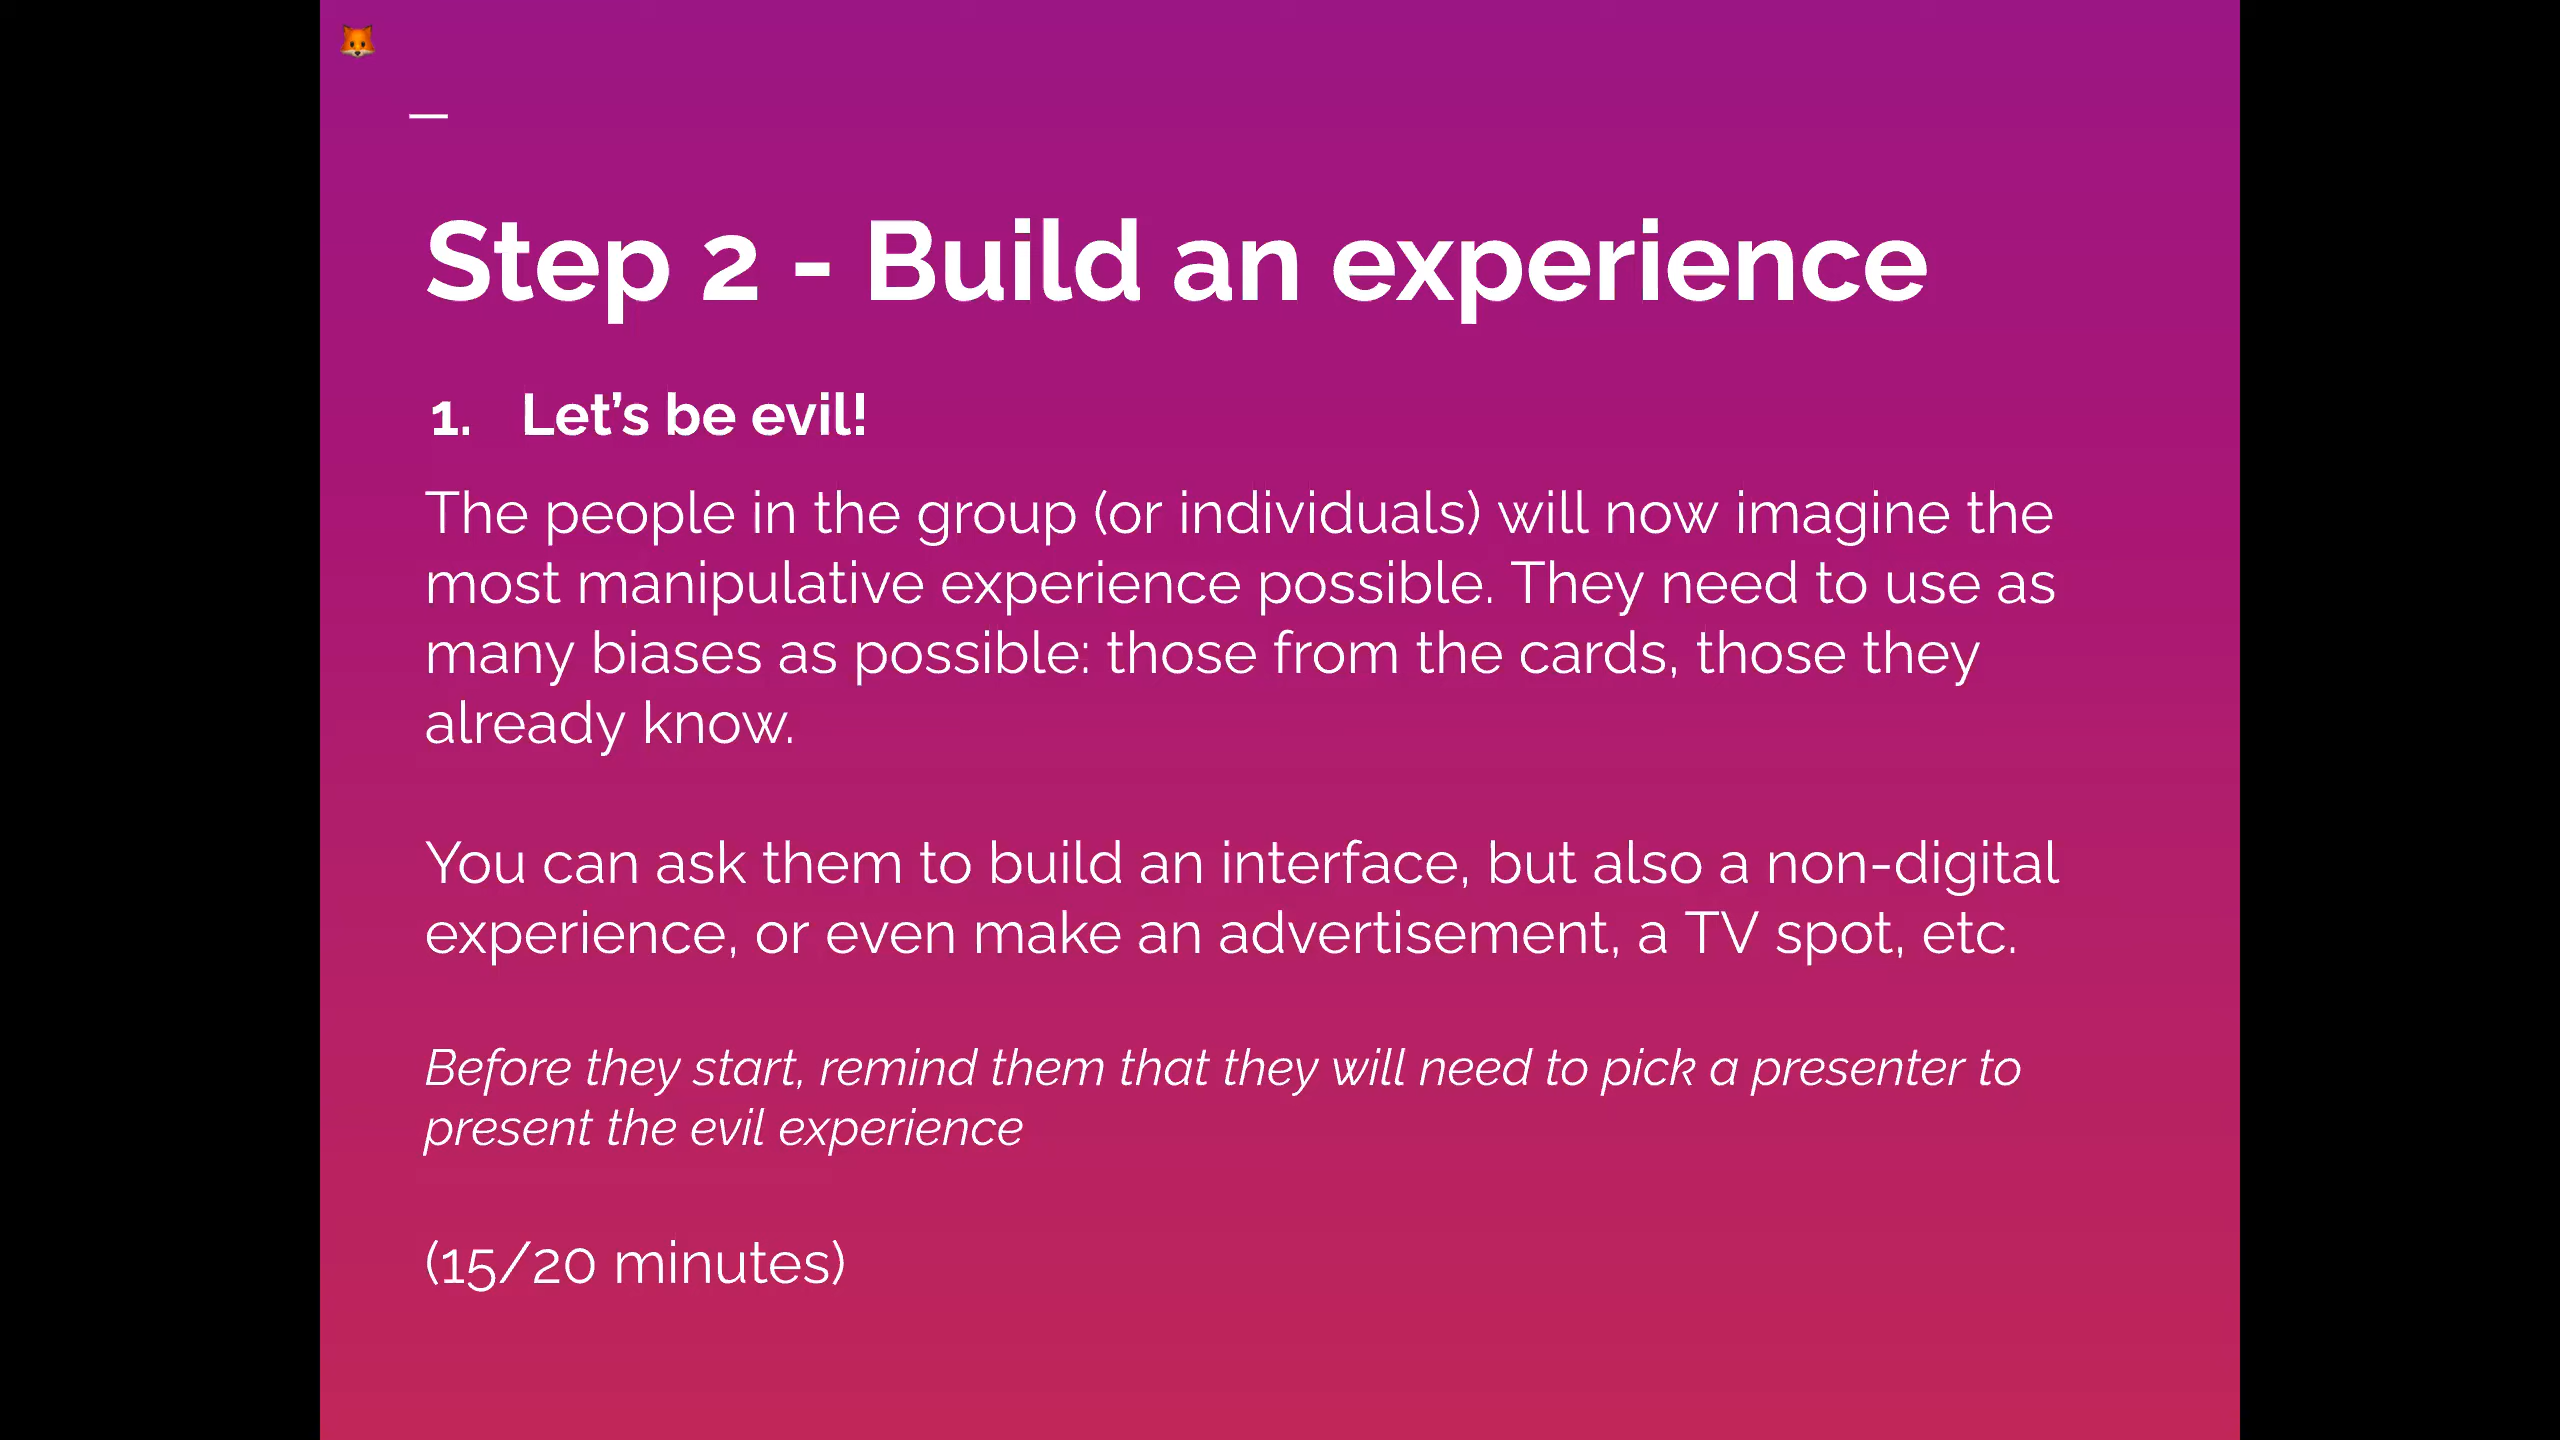 Step 2 - Build an experience
1. Let’s be evil!
The people in the group (or individuals) will now imagine the
most manipulative experience possible. They need to use as
many biases as possible: those from the cards, those they
already know.
You can ask them to build an interface, but also a non-digital
experience, or even make an advertisement, a TV spot, etc.
Before they start, remind them that they will need to pick a presenter to
present the evil experience
(15/20 minutes)